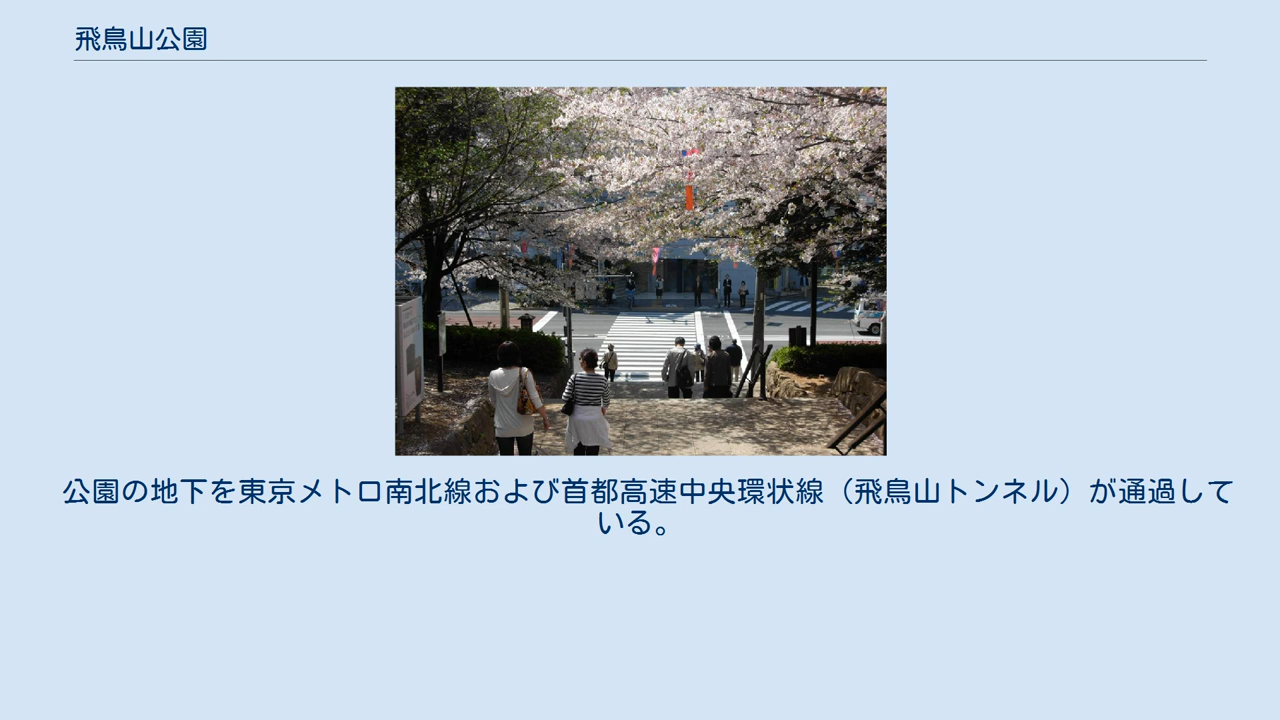 飛鳥山公園
公園の地下を東京メトロ南北線および首都高速中央環状線（飛鳥山トンネル）が通過して
いる。